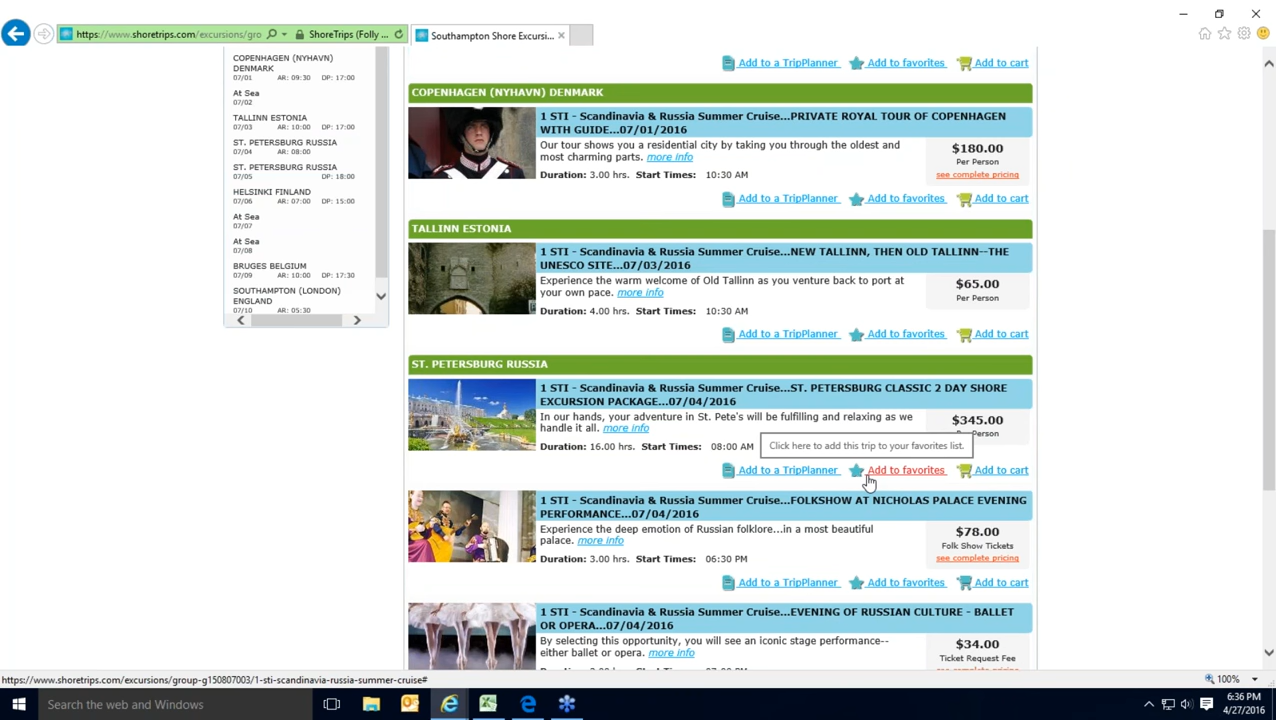 https://www.shoretrips.com/excursions/gro
ShoreTrips (Folly ...
Southampton Shore Excursi...
COPENHAGEN (NYHAVN)
DENMARK
07/01 AR: 09:30 DP: 17:00
At Sea
07/02
TALLINN ESTONIA
07/03 AR: 10:00 DP: 17:00
ST. PETERSBURG RUSSIA
07/04 AR: 08:00
ST. PETERSBURG RUSSIA
07/05 DP: 18:00
HELSINKI FINLAND
07/06 AR: 07:00 DP: 15:00
At Sea
07/07
At Sea
07/08
BRUGES BELGIUM
07/09 AR: 10:00 DP: 17:30
SOUTHAMPTON (LONDON)
ENGLAND
07/10 AR: 05:30
Add to a TripPlanner Add to favorites Add to cart
COPENHAGEN (NYHAVN) DENMARK
1 STI - Scandinavia & Russia Summer Cruise...PRIVATE ROYAL TOUR OF COPENHAGEN
WITH GUIDE...07/01/2016
Our tour shows you a residential city by taking you through the oldest and
most charming parts. more info
Duration: 3.00 hrs. Start Times: 10:30 AM
$180.00
Per Person
see complete pricing
Add to a TripPlanner Add to favorites Add to cart
TALLINN ESTONIA
1 STI - Scandinavia & Russia Summer Cruise...NEW TALLINN, THEN OLD TALLINN--THE
UNESCO SITE...07/03/2016
Experience the warm welcome of Old Tallinn as you venture back to port at
your own pace. more info
Duration: 4.00 hrs. Start Times: 10:30 AM
$65.00
Per Person
Add to a TripPlanner Add to favorites Add to cart
ST. PETERSBURG RUSSIA
1 STI - Scandinavia & Russia Summer Cruise...ST. PETERSBURG CLASSIC 2 DAY SHORE
EXCURSION PACKAGE...07/04/2016
In our hands, your adventure in St. Pete's will be fulfilling and relaxing as we
handle it all. more info
Duration: 16.00 hrs. Start Times: 08:00 AM
$345.00
Person
Click here to add this trip to your favorites list.
Add to a TripPlanner Add to favorites Add to cart
1 STI - Scandinavia & Russia Summer Cruise...FOLKSHOW AT NICHOLAS PALACE EVENING
PERFORMANCE...07/04/2016
Experience the deep emotion of Russian folklore...in a most beautiful
palace. more info
Duration: 3.00 hrs. Start Times: 06:30 PM
$78.00
Folk Show Tickets
see complete pricing
Add to a TripPlanner Add to favorites Add to cart
1 STI - Scandinavia & Russia Summer Cruise...EVENING OF RUSSIAN CULTURE - BALLET
OR OPERA...07/04/2016
By selecting this opportunity, you will see an iconic stage performance--
either ballet or opera. more info
$34.00
Ticket Request Fee
https://www.shoretrips.com/excursions/group-g150807003/1-sti-scandinavia-russia-summer-cruise#
100%
Search the web and Windows
6:36 PM
4/27/2016